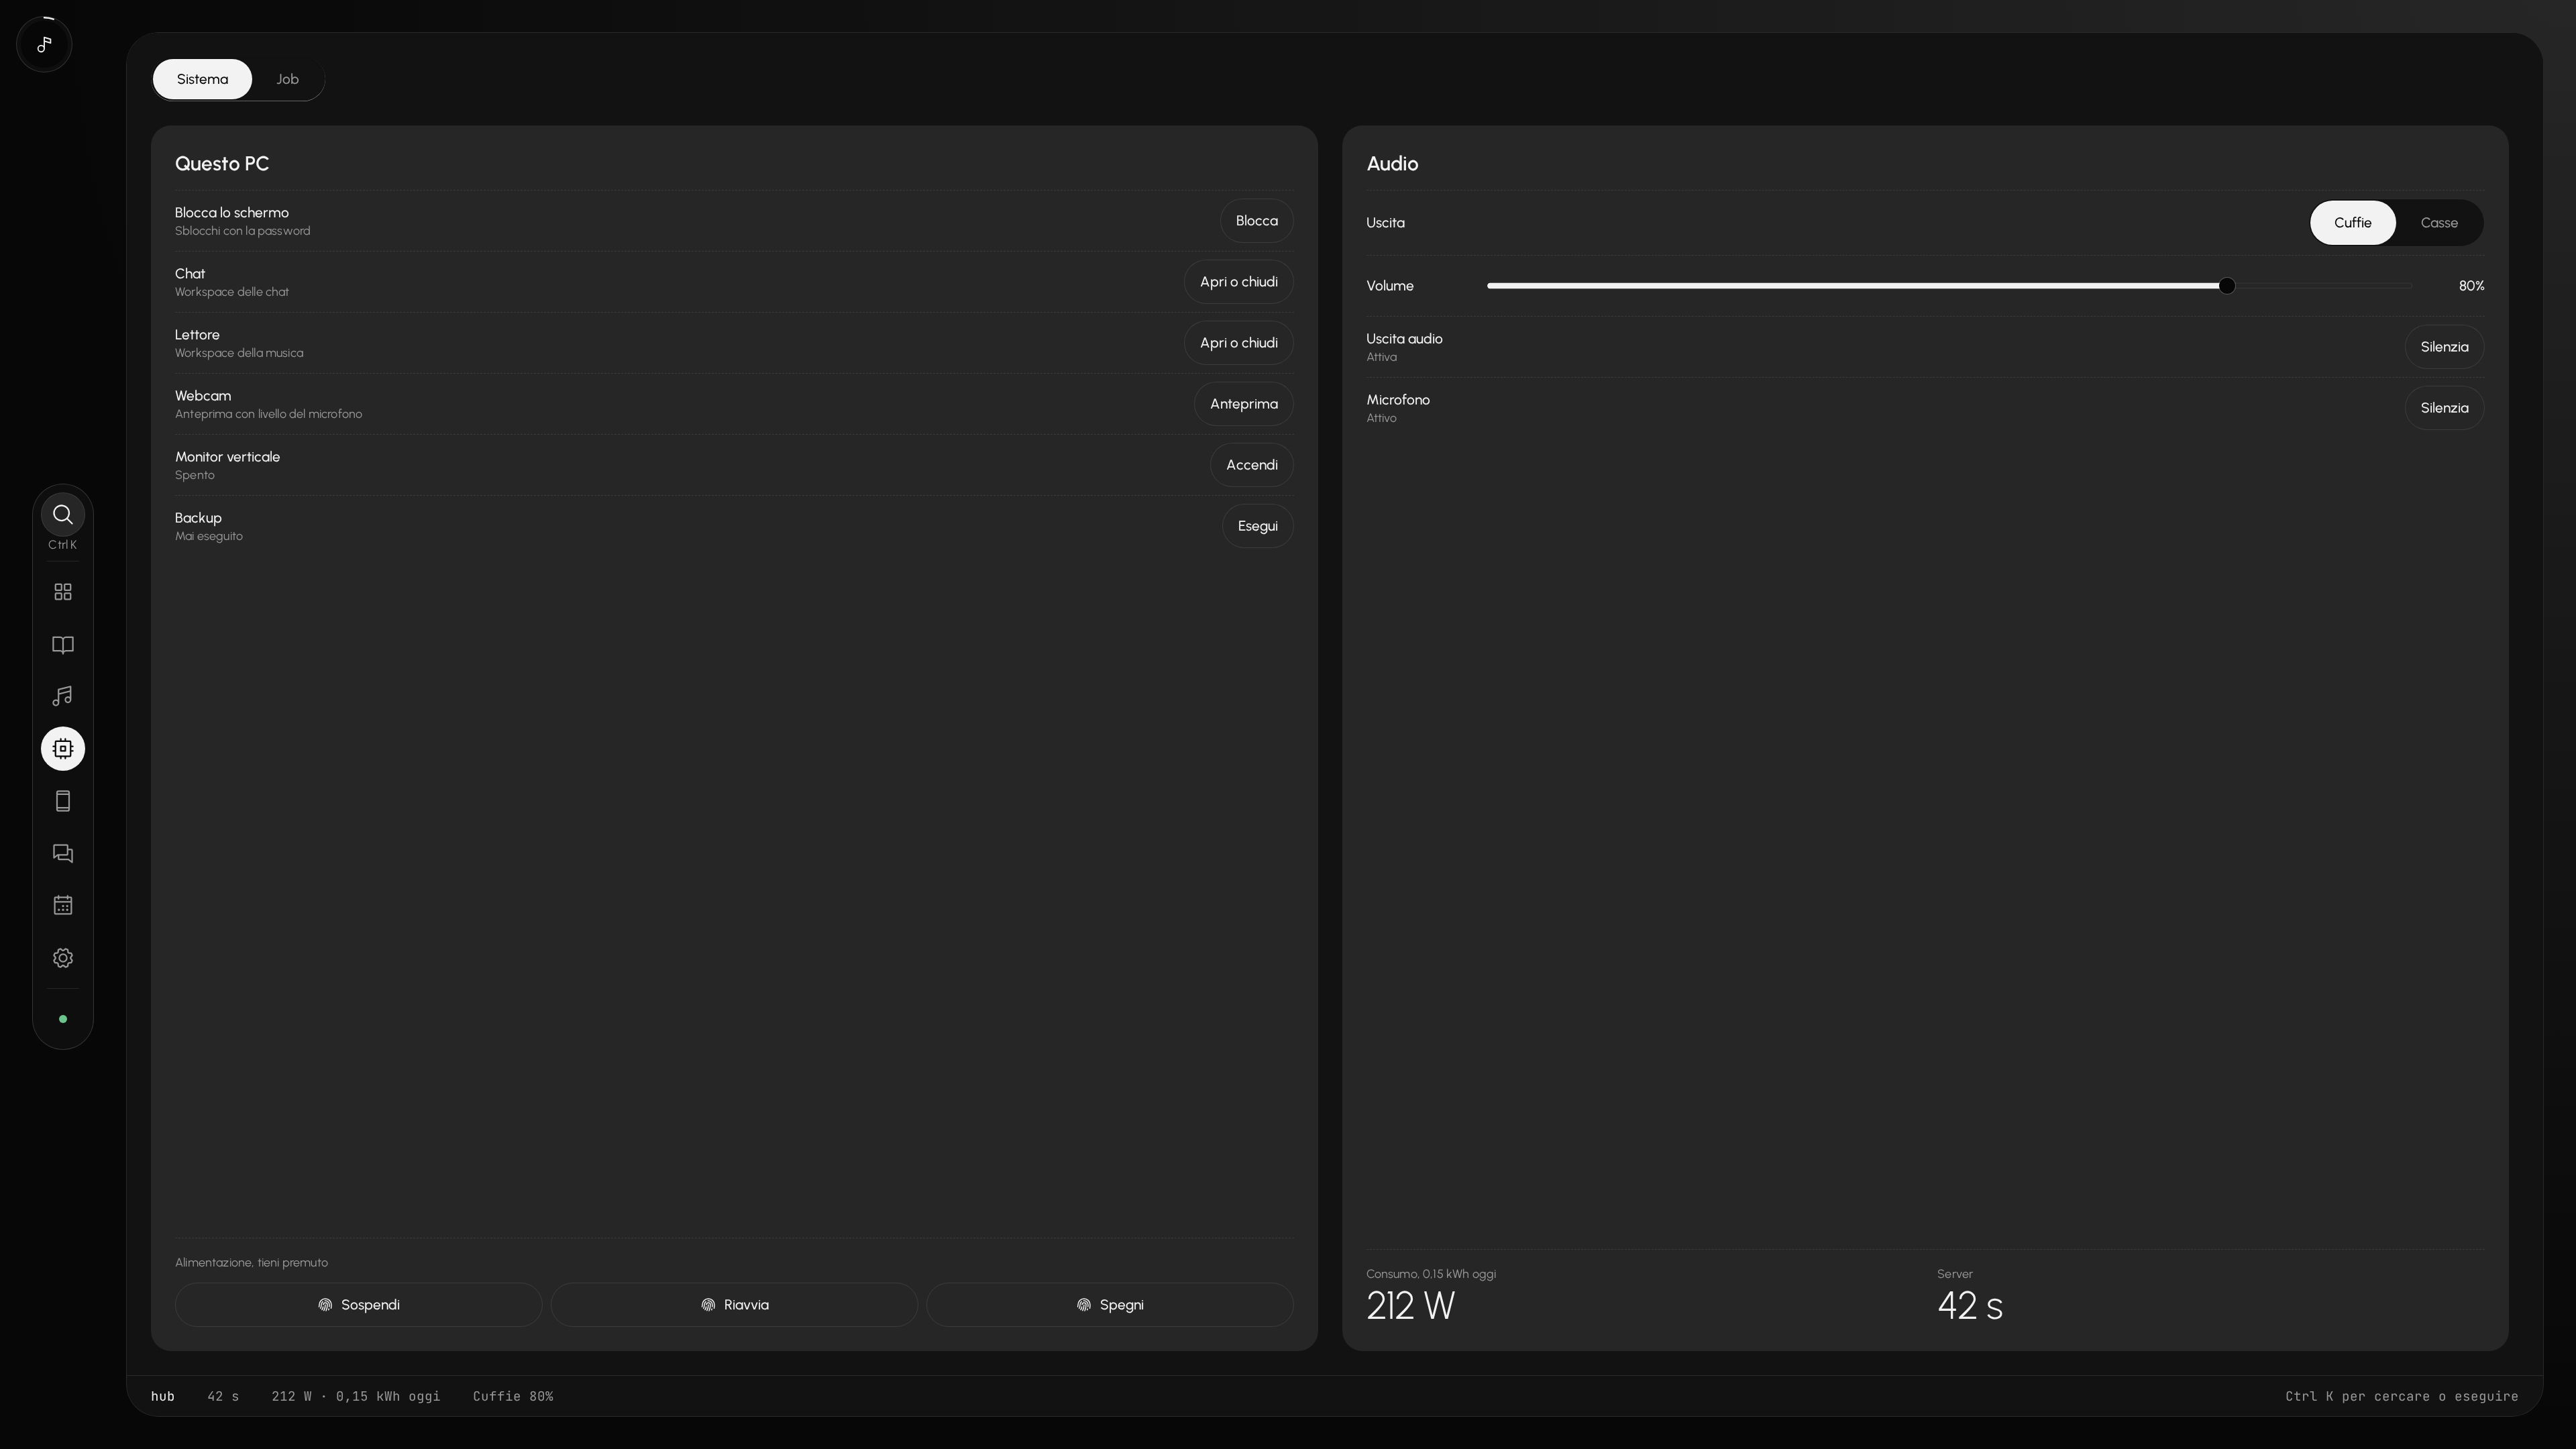 Sistema
Job
Questo PC
Blocca lo schermo
Sblocchi con la password
Blocca
Chat
Workspace delle chat
Apri o chiudi
Lettore
Workspace della musica
Apri o chiudi
Webcam
Anteprima con livello del microfono
Anteprima
Monitor verticale
Spento
Accendi
Backup
Mai eseguito
Esegui
Alimentazione, tieni premuto
Sospendi
Riavvia
Spegni
Audio
Uscita
Cuffie
Casse
Volume
80%
Uscita audio
Attiva
Silenzia
Microfono
Attivo
Silenzia
Consumo, 0,15 kWh oggi
212 W
Server
42 s
Ctrl K
hub
42 s
212 W · 0,15 kWh oggi
Cuffie 80%
Ctrl K per cercare o eseguire